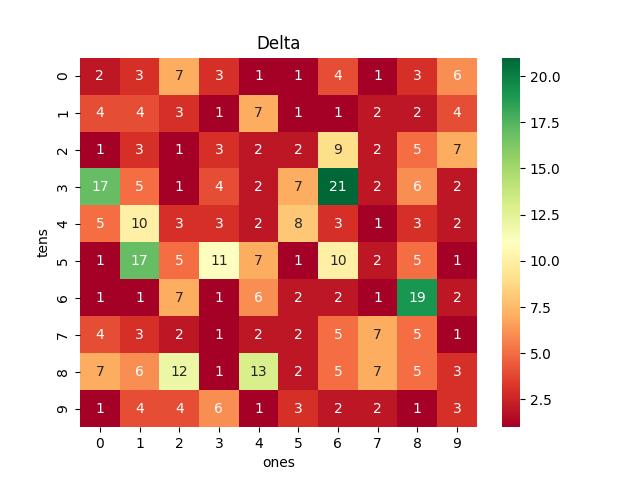 Delta
0 2 3 7 3 1 1 4 1 3 6
1 4 4 3 1 7 1 1 2 2 4
2 1 3 1 3 2 2 9 2 5 7
3 17 5 1 4 2 7 21 2 6 2
4 5 10 3 3 2 8 3 1 3 2
5 1 17 5 11 7 1 10 2 5 1
6 1 1 7 1 6 2 2 1 19 2
7 4 3 2 1 2 2 5 7 5 1
8 7 6 12 1 13 2 5 7 5 3
9 1 4 4 6 1 3 2 2 1 3
0 1 2 3 4 5 6 7 8 9
ones
tens
20.0
17.5
15.0
12.5
10.0
7.5
5.0
2.5